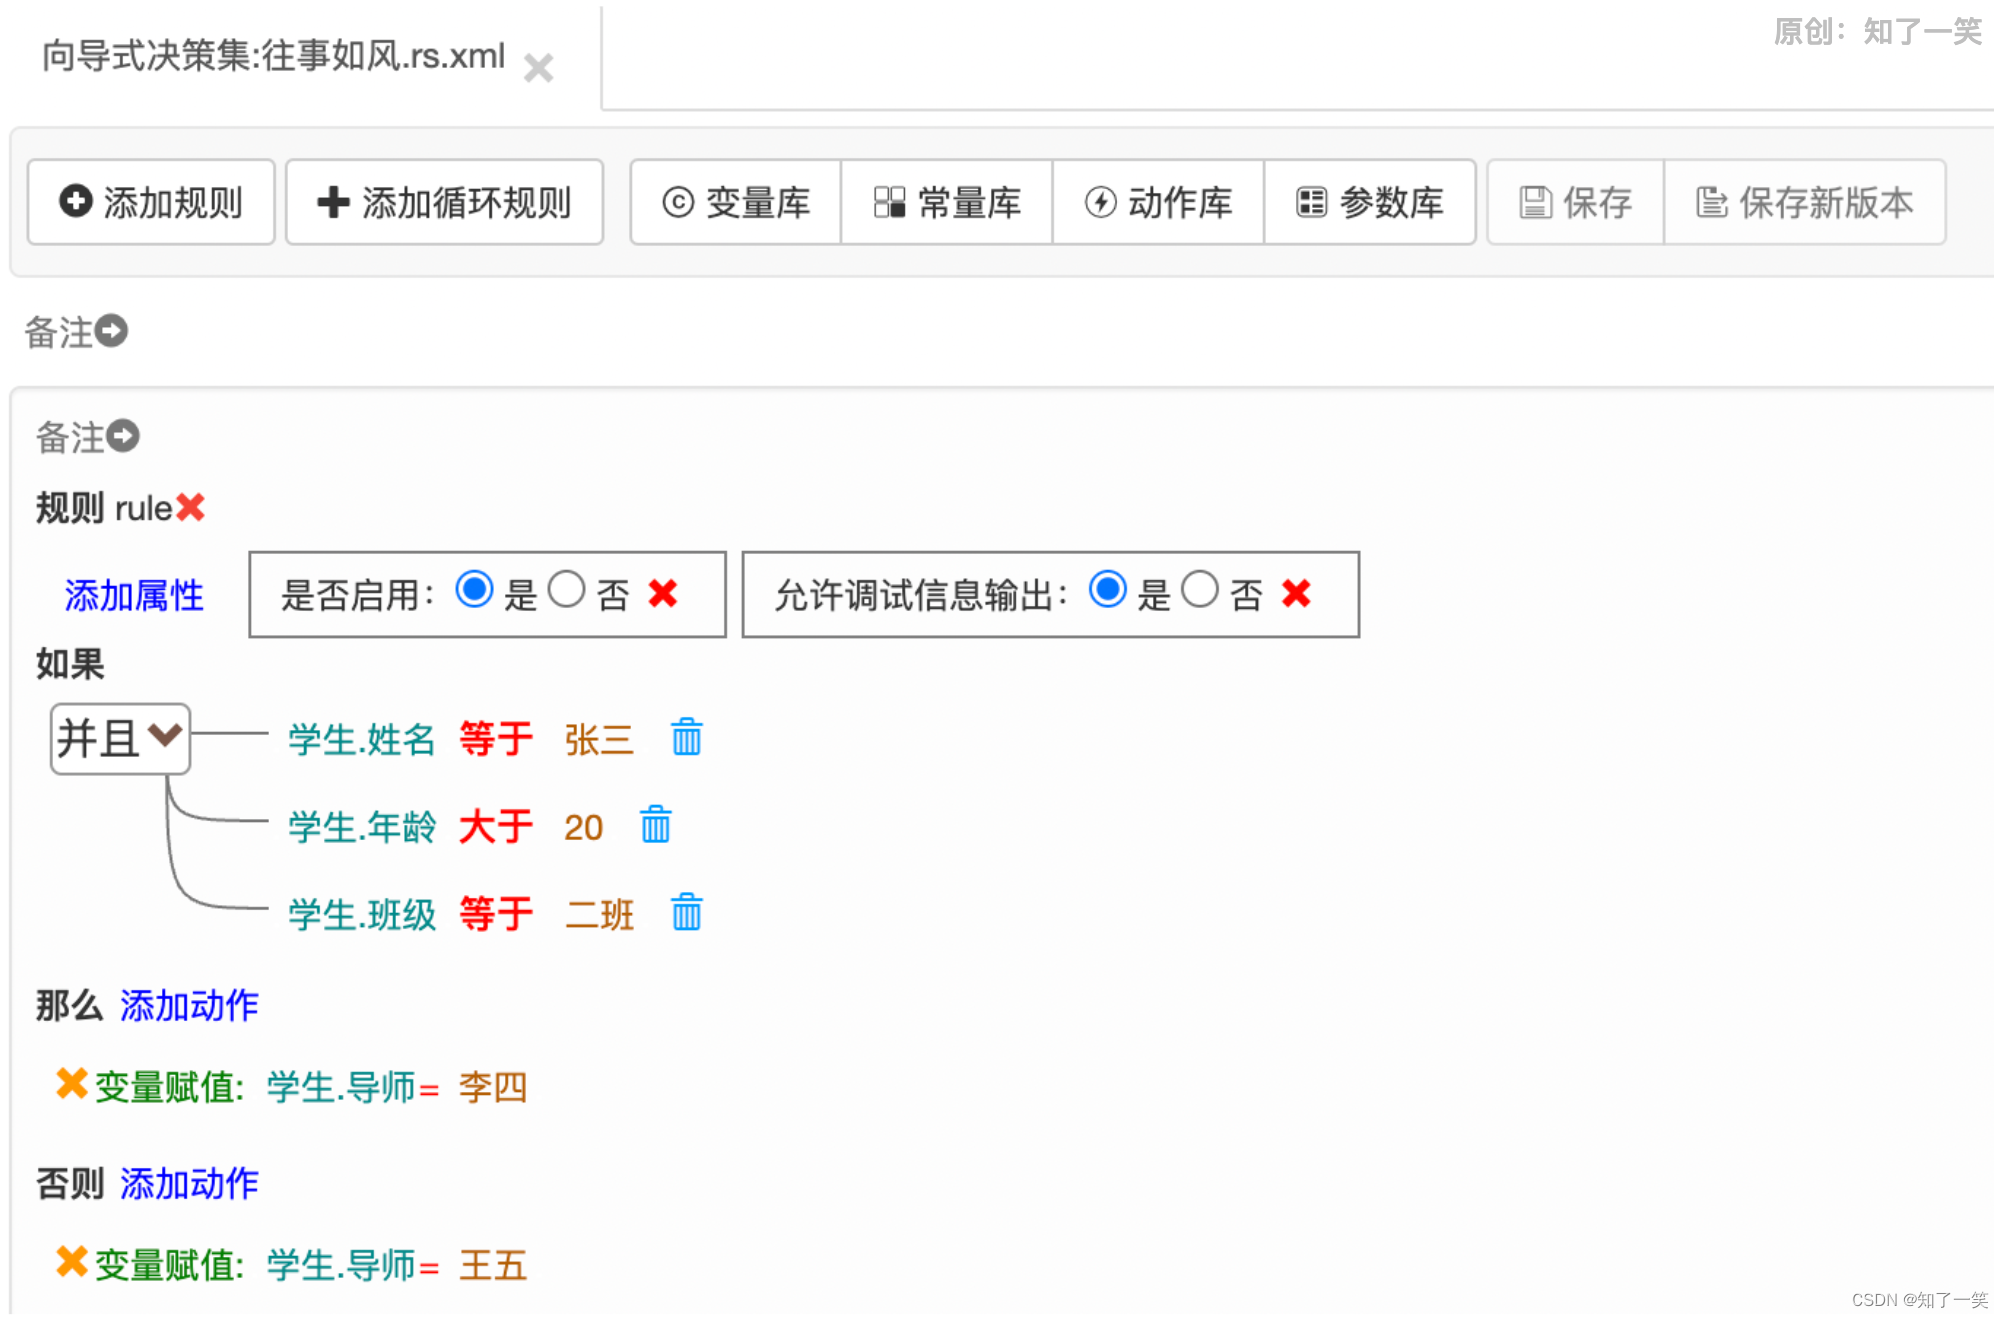 向导式决策集:往事如风.rs.xml
原创：知了一笑
添加规则 添加循环规则 变量库 常量库 动作库 参数库 保存 保存新版本
备注
备注
规则 rule
添加属性 是否启用： 是 否 允许调试信息输出： 是 否
如果
并且 学生.姓名 等于 张三
学生.年龄 大于 20
学生.班级 等于 二班
那么 添加动作
变量赋值: 学生.导师= 李四
否则 添加动作
变量赋值: 学生.导师= 王五
CSDN @知了一笑